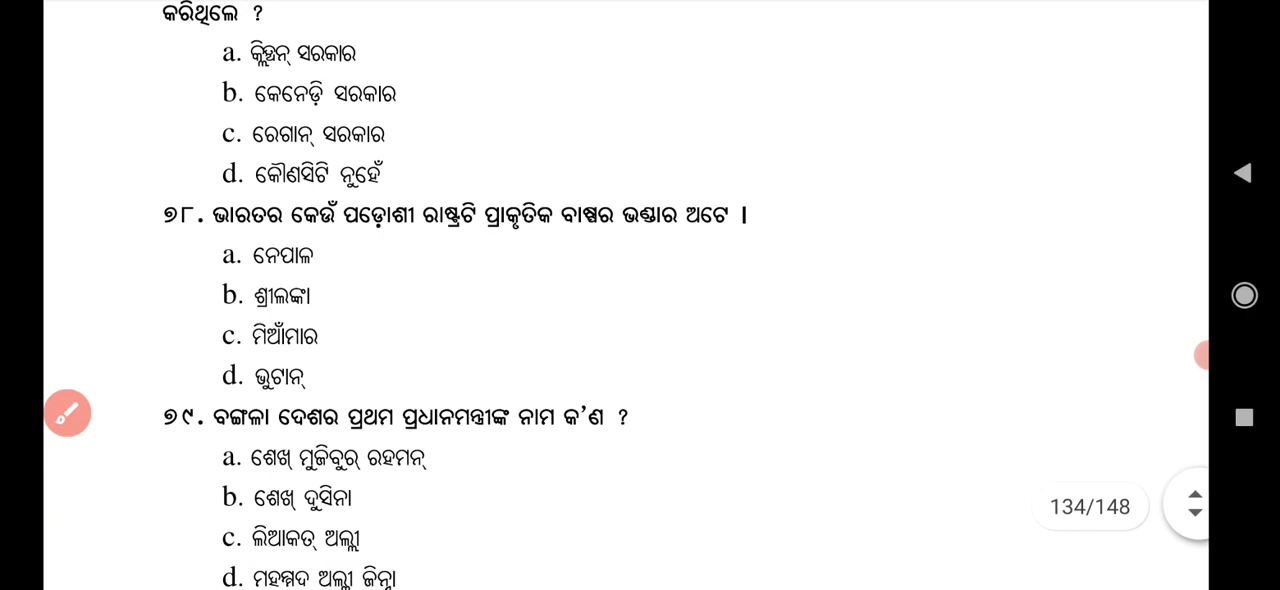 କରିଥିଲେ ?
a. କ୍ଲିଣ୍ଟନ୍ ସରକାର
b. କେନେଡ଼ି ସରକାର
c. ରେଗାନ୍ ସରକାର
d. କୌଣସିଟି ନୁହେଁ
୭୮. ଭାରତର କେଉଁ ପଡ଼ୋଶୀ ରାଷ୍ଟ୍ରଟି ପ୍ରାକୃତିକ ବାଷ୍ପର ଭଣ୍ଡାର ଅଟେ ।
a. ନେପାଳ
b. ଶ୍ରୀଲଙ୍କା
c. ମିଆଁମାର
d. ଭୁଟାନ୍
୭୯. ବଙ୍ଗଳା ଦେଶର ପ୍ରଥମ ପ୍ରଧାନମନ୍ତ୍ରୀଙ୍କ ନାମ କ'ଣ ?
a. ଶେଖ୍ ମୁଜିବୁର୍ ରହମନ୍
b. ଶେଖ୍ ଦୁସିନା
134/148
c. ଲିଆକତ୍ ଅଲ୍ଲୀ
d. ମହମ୍ମଦ ଅଲ୍ଲୀ ଜିନ୍ନା